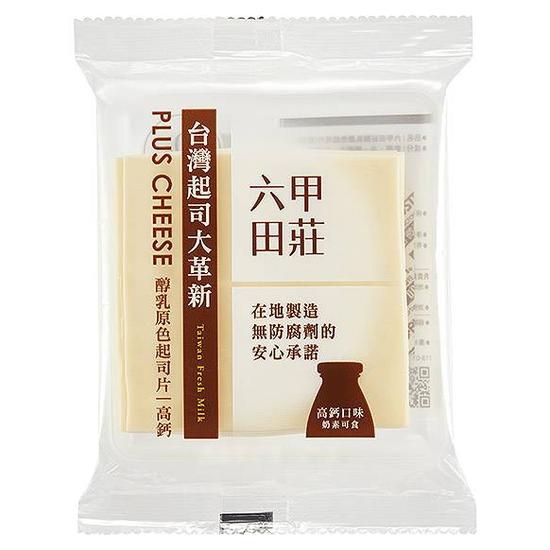 台灣起司大革新
Taiwan Fresh Milk
PLUS CHEESE
醇乳原色起司片|高鈣
六甲
田莊
在地製造
無防腐劑的
安心承諾
高鈣口味
奶素可食